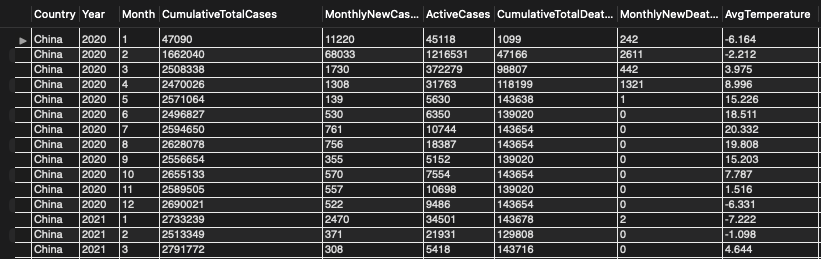 Country Year Month CumulativeTotalCases MonthlyNewCas... ActiveCases CumulativeTotalDeat... MonthlyNewDeat... AvgTemperature
China 2020 1 47090 11220 45118 1099 242 -6.164
China 2020 2 1662040 68033 1216531 47166 2611 -2.212
China 2020 3 2508338 1730 372279 98807 442 3.975
China 2020 4 2470026 1308 31763 118199 1321 8.996
China 2020 5 2571064 139 5630 143638 1 15.226
China 2020 6 2496827 530 6350 139020 0 18.511
China 2020 7 2594650 761 10744 143654 0 20.332
China 2020 8 2628078 756 18387 143654 0 19.808
China 2020 9 2556654 355 5152 139020 0 15.203
China 2020 10 2655133 570 7554 143654 0 7.787
China 2020 11 2589505 557 10698 139020 0 1.516
China 2020 12 2690021 522 9486 143654 0 -6.331
China 2021 1 2733239 2470 34501 143678 2 -7.222
China 2021 2 2513349 371 21931 129808 0 -1.098
China 2021 3 2791772 308 5418 143716 0 4.644